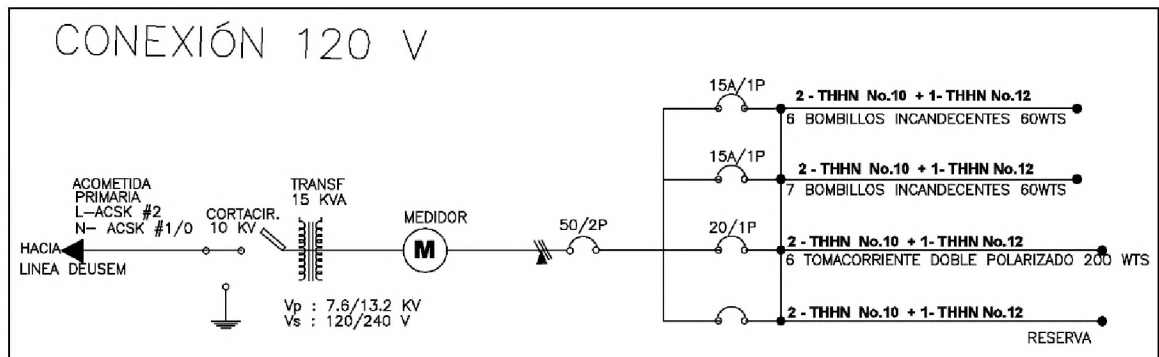 CONEXIÓN 120 V
15A/1P
2 - THHN No.10 + 1- THHN No.12
6 BOMBILLOS INCANDECENTES 60WTS
15A/1P
2 - THHN No.10 + 1- THHN No.12
7 BOMBILLOS INCANDECENTES 60WTS
ACOMETIDA
PRIMARIA
L-ACSK #2
N- ACSK #1/0
CORTACIR.
10 KV
TRANSF
15 KVA
MEDIDOR
M
50/2P
20/1P
2 - THHN No.10 + 1- THHN No.12
6 TOMACORRIENTE DOBLE POLARIZADO 200 WTS
HACIA
LINEA DEUSEM
Vp : 7.6/13.2 KV
Vs : 120/240 V
2 - THHN No.10 + 1- THHN No.12
RESERVA